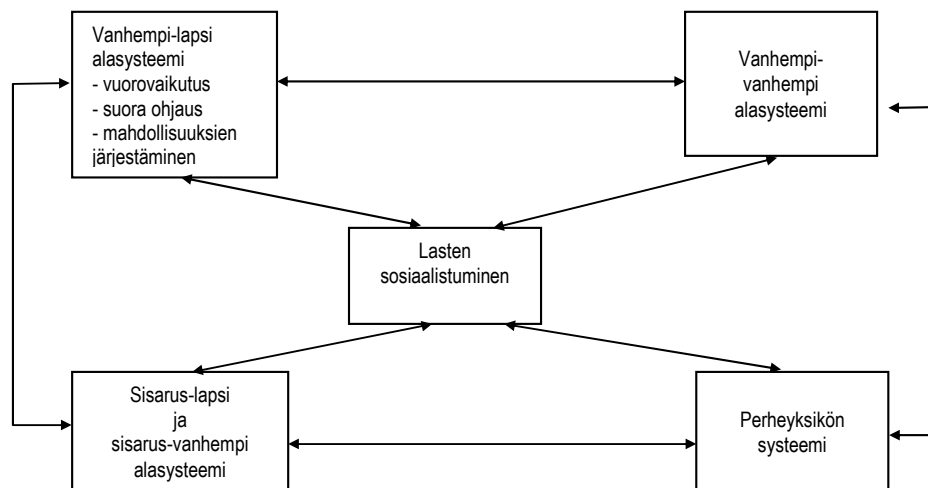 Vanhempi-lapsi
alasysteemi
- vuorovaikutus
- suora ohjaus
- mahdollisuuksien
järjestäminen
Vanhempi-
vanhempi
alasysteemi
Lasten
sosiaalistuminen
Sisarus-lapsi
ja
sisarus-vanhempi
alasysteemi
Perheyksikön
systeemi